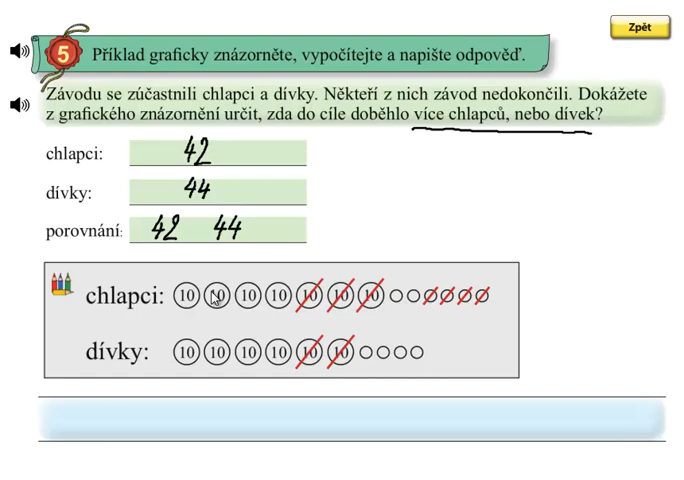 Zpět
5 Příklad graficky znázorněte, vypočítejte a napište odpověď.
Závodu se zúčastnili chlapci a dívky. Někteří z nich závod nedokončili. Dokážete
z grafického znázornění určit, zda do cíle doběhlo více chlapců, nebo dívek?
chlapci: 42
dívky: 44
porovnání: 42 44
chlapci: 10 10 10 10 10 10 10
dívky: 10 10 10 10 10 10